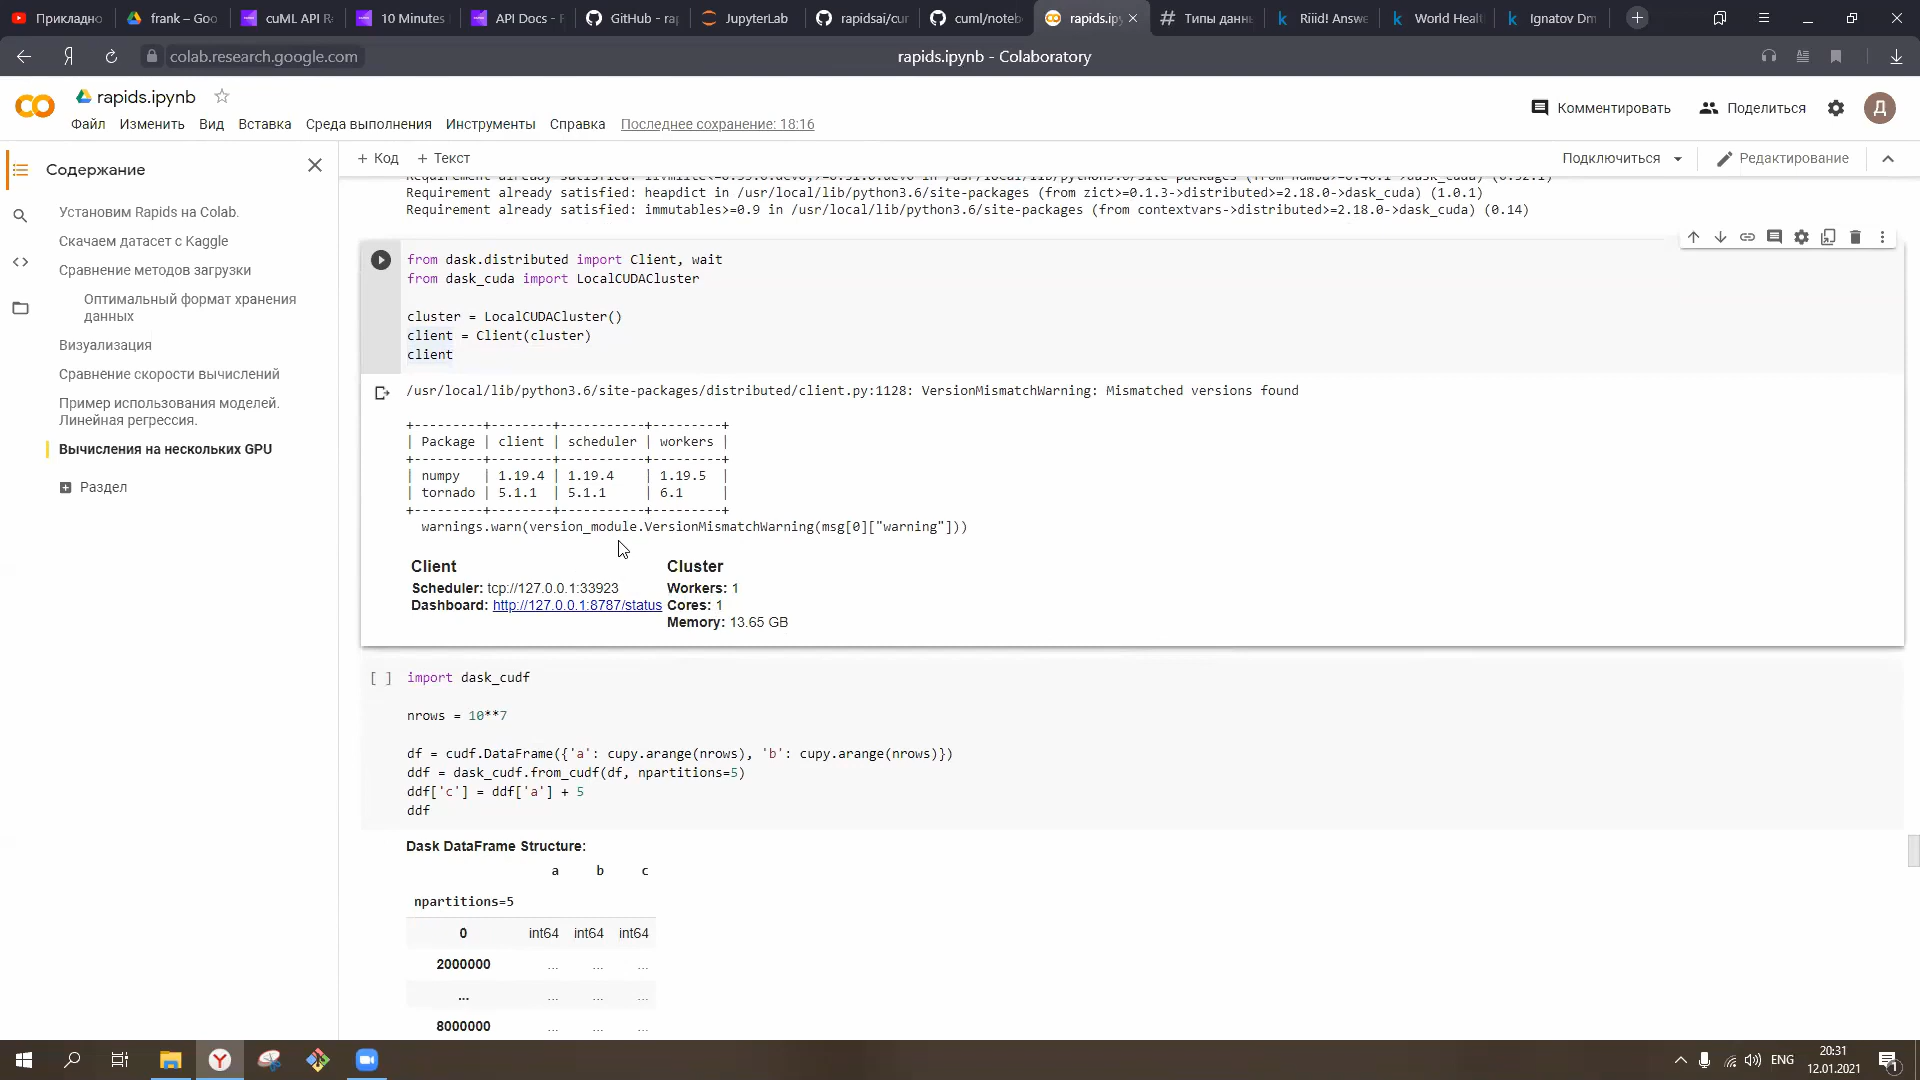 Прикладно
frank – Goo
cuML API R
10 Minutes
API Docs - F
GitHub - ra
JupyterLab
rapidsai/cu
cuml/noteb
rapids.ip
Типы данн
Riiid! Answ
World Heal
Ignatov Dm
colab.research.google.com
rapids.ipynb - Colaboratory
rapids.ipynb
Файл Изменить Вид Вставка Среда выполнения Инструменты Справка Последнее сохранение: 18:16
Комментировать
Поделиться
Д
Содержание
Установим Rapids на Colab.
Скачаем датасет с Kaggle
Сравнение методов загрузки
Оптимальный формат хранения
данных
Визуализация
Сравнение скорости вычислений
Пример использования моделей.
Линейная регрессия.
Вычисления на нескольких GPU
Раздел
+ Код + Текст
Подключиться
Редактирование
Requirement already satisfied: heapdict in /usr/local/lib/python3.6/site-packages (from zict>=0.1.3->distributed>=2.18.0->dask_cuda) (1.0.1)
Requirement already satisfied: immutables>=0.9 in /usr/local/lib/python3.6/site-packages (from contextvars->distributed>=2.18.0->dask_cuda) (0.14)
from dask.distributed import Client, wait
from dask_cuda import LocalCUDACluster
cluster = LocalCUDACluster()
client = Client(cluster)
client
/usr/local/lib/python3.6/site-packages/distributed/client.py:1128: VersionMismatchWarning: Mismatched versions found
+---------+--------+-----------+---------+
| Package | client | scheduler | workers |
+---------+--------+-----------+---------+
| numpy | 1.19.4 | 1.19.4 | 1.19.5 |
| tornado | 5.1.1 | 5.1.1 | 6.1 |
+---------+--------+-----------+---------+
warnings.warn(version_module.VersionMismatchWarning(msg[0]["warning"]))
Client
Scheduler: tcp://127.0.0.1:33923
Dashboard: http://127.0.0.1:8787/status
Cluster
Workers: 1
Cores: 1
Memory: 13.65 GB
[ ] import dask_cudf
nrows = 10**7
df = cudf.DataFrame({'a': cupy.arange(nrows), 'b': cupy.arange(nrows)})
ddf = dask_cudf.from_cudf(df, npartitions=5)
ddf['c'] = ddf['a'] + 5
ddf
Dask DataFrame Structure:
a b c
npartitions=5
0 int64 int64 int64
2000000 ... ... ...
... ... ... ...
8000000 ... ... ...
ENG
20:31
12.01.2021